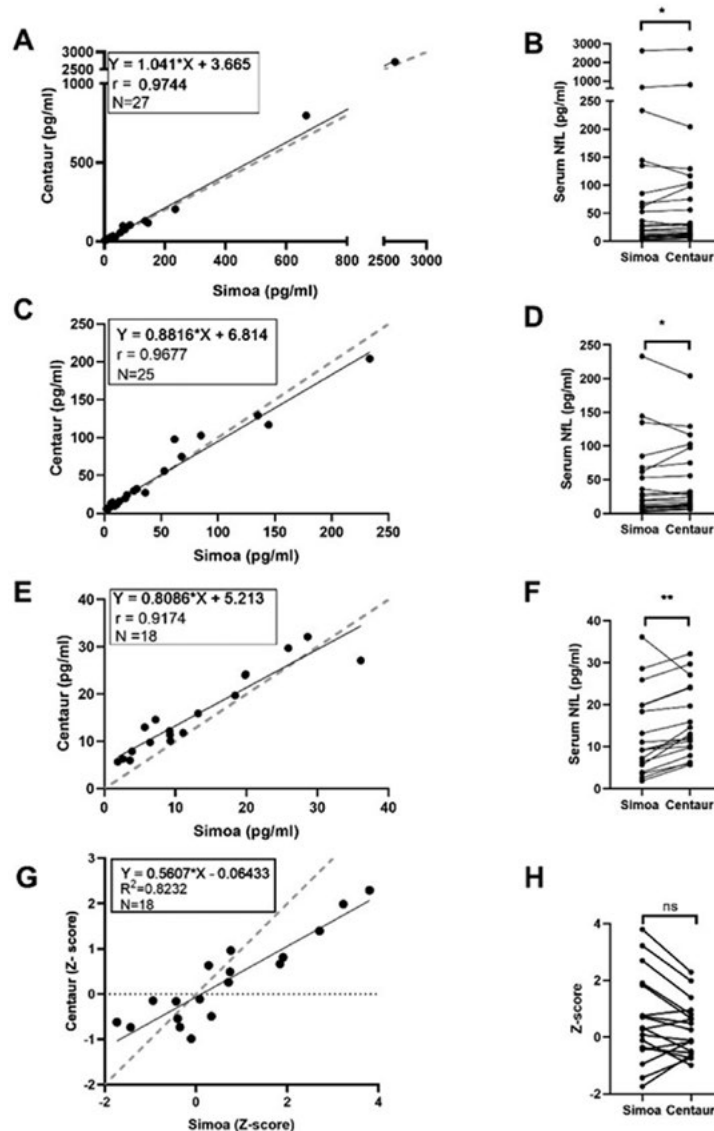 A
3000
2500
1000
500
0
Centaur (pg/ml)
Y = 1.041*X + 3.665
r = 0.9744
N=27
0 200 400 600 800 2500 3000
Simoa (pg/ml)
B
*
3000
2000
1000
250
200
150
100
50
0
Serum NfL (pg/ml)
Simoa Centaur
C
250
200
150
100
50
0
Centaur (pg/ml)
Y = 0.8816*X + 6.814
r = 0.9677
N=25
0 50 100 150 200 250
Simoa (pg/ml)
D
*
250
200
150
100
50
0
Serum NfL (pg/ml)
Simoa Centaur
E
40
30
20
10
0
Centaur (pg/ml)
Y = 0.8086*X + 5.213
r = 0.9174
N =18
0 10 20 30 40
Simoa (pg/ml)
F
**
40
30
20
10
0
Serum NfL (pg/ml)
Simoa Centaur
G
3
2
1
0
-1
-2
Centaur (Z- score)
Y = 0.5607*X - 0.06433
R²=0.8232
N=18
-2 0 2 4
Simoa (Z-score)
H
ns
4
2
0
-2
Z-score
Simoa Centaur